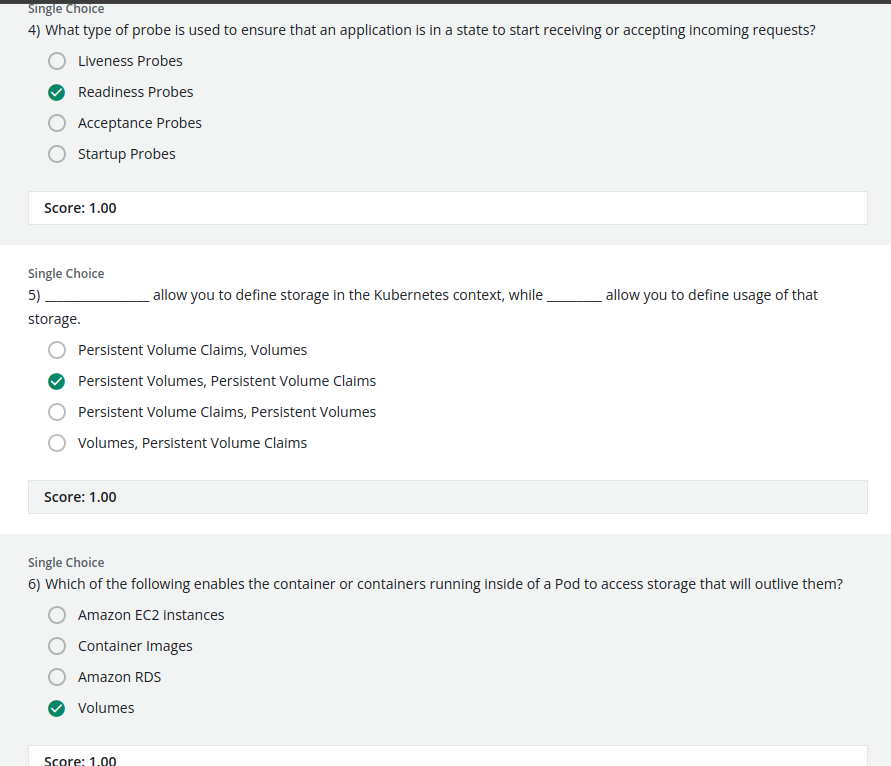 Single Choice
4) What type of probe is used to ensure that an application is in a state to start receiving or accepting incoming requests?
Liveness Probes
Readiness Probes
Acceptance Probes
Startup Probes
Score: 1.00
Single Choice
5) ________________ allow you to define storage in the Kubernetes context, while ________ allow you to define usage of that
storage.
Persistent Volume Claims, Volumes
Persistent Volumes, Persistent Volume Claims
Persistent Volume Claims, Persistent Volumes
Volumes, Persistent Volume Claims
Score: 1.00
Single Choice
6) Which of the following enables the container or containers running inside of a Pod to access storage that will outlive them?
Amazon EC2 instances
Container Images
Amazon RDS
Volumes
Score: 1.00